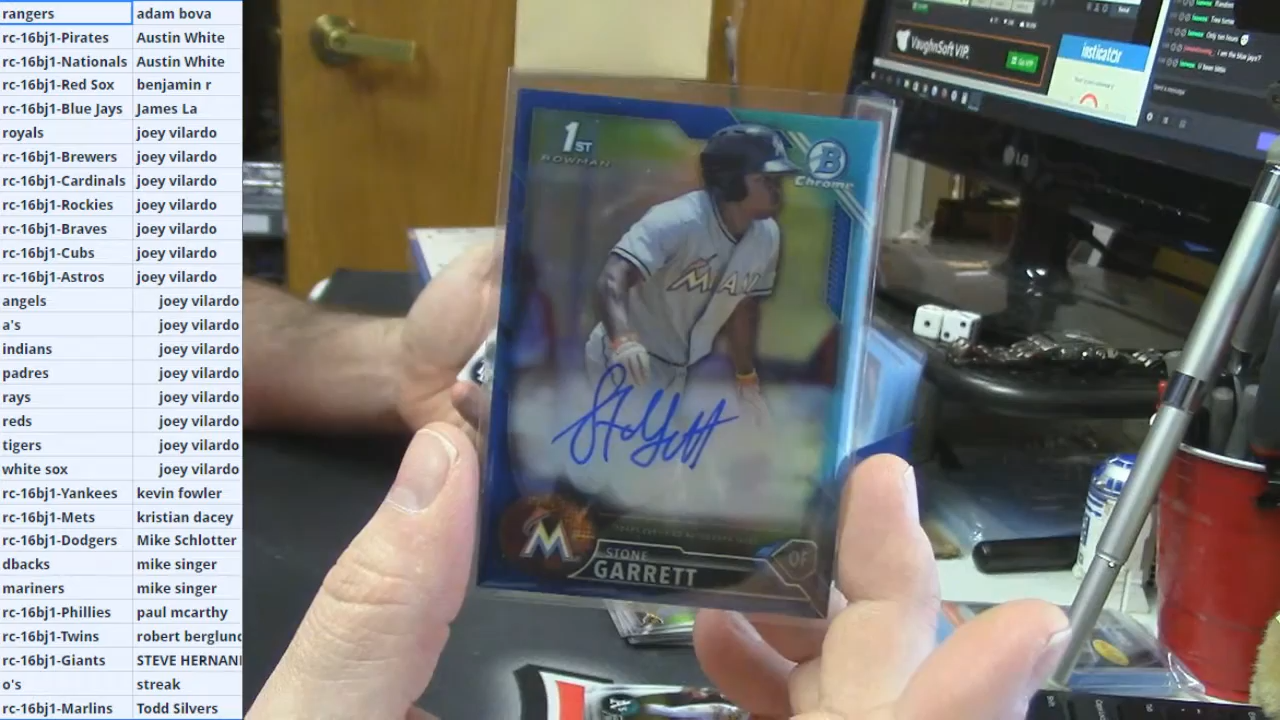 rangers adam bova
rc-16bj1-Pirates Austin White
rc-16bj1-Nationals Austin White
rc-16bj1-Red Sox benjamin r
rc-16bj1-Blue Jays James La
royals joey vilardo
rc-16bj1-Brewers joey vilardo
rc-16bj1-Cardinals joey vilardo
rc-16bj1-Rockies joey vilardo
rc-16bj1-Braves joey vilardo
rc-16bj1-Cubs joey vilardo
rc-16bj1-Astros joey vilardo
angels joey vilardo
a's joey vilardo
indians joey vilardo
padres joey vilardo
rays joey vilardo
reds joey vilardo
tigers joey vilardo
white sox joey vilardo
rc-16bj1-Yankees kevin fowler
rc-16bj1-Mets kristian dacey
rc-16bj1-Dodgers Mike Schlotter
dbacks mike singer
mariners mike singer
rc-16bj1-Phillies paul mcarthy
rc-16bj1-Twins robert berglund
rc-16bj1-Giants STEVE HERNAN
o's streak
rc-16bj1-Marlins Todd Silvers
1ST
BOWMAN
B
Chrome
MIAMI
M
STONE
GARRETT
OF
VaughnSoft VIP.
Go VIP
insticator
LG